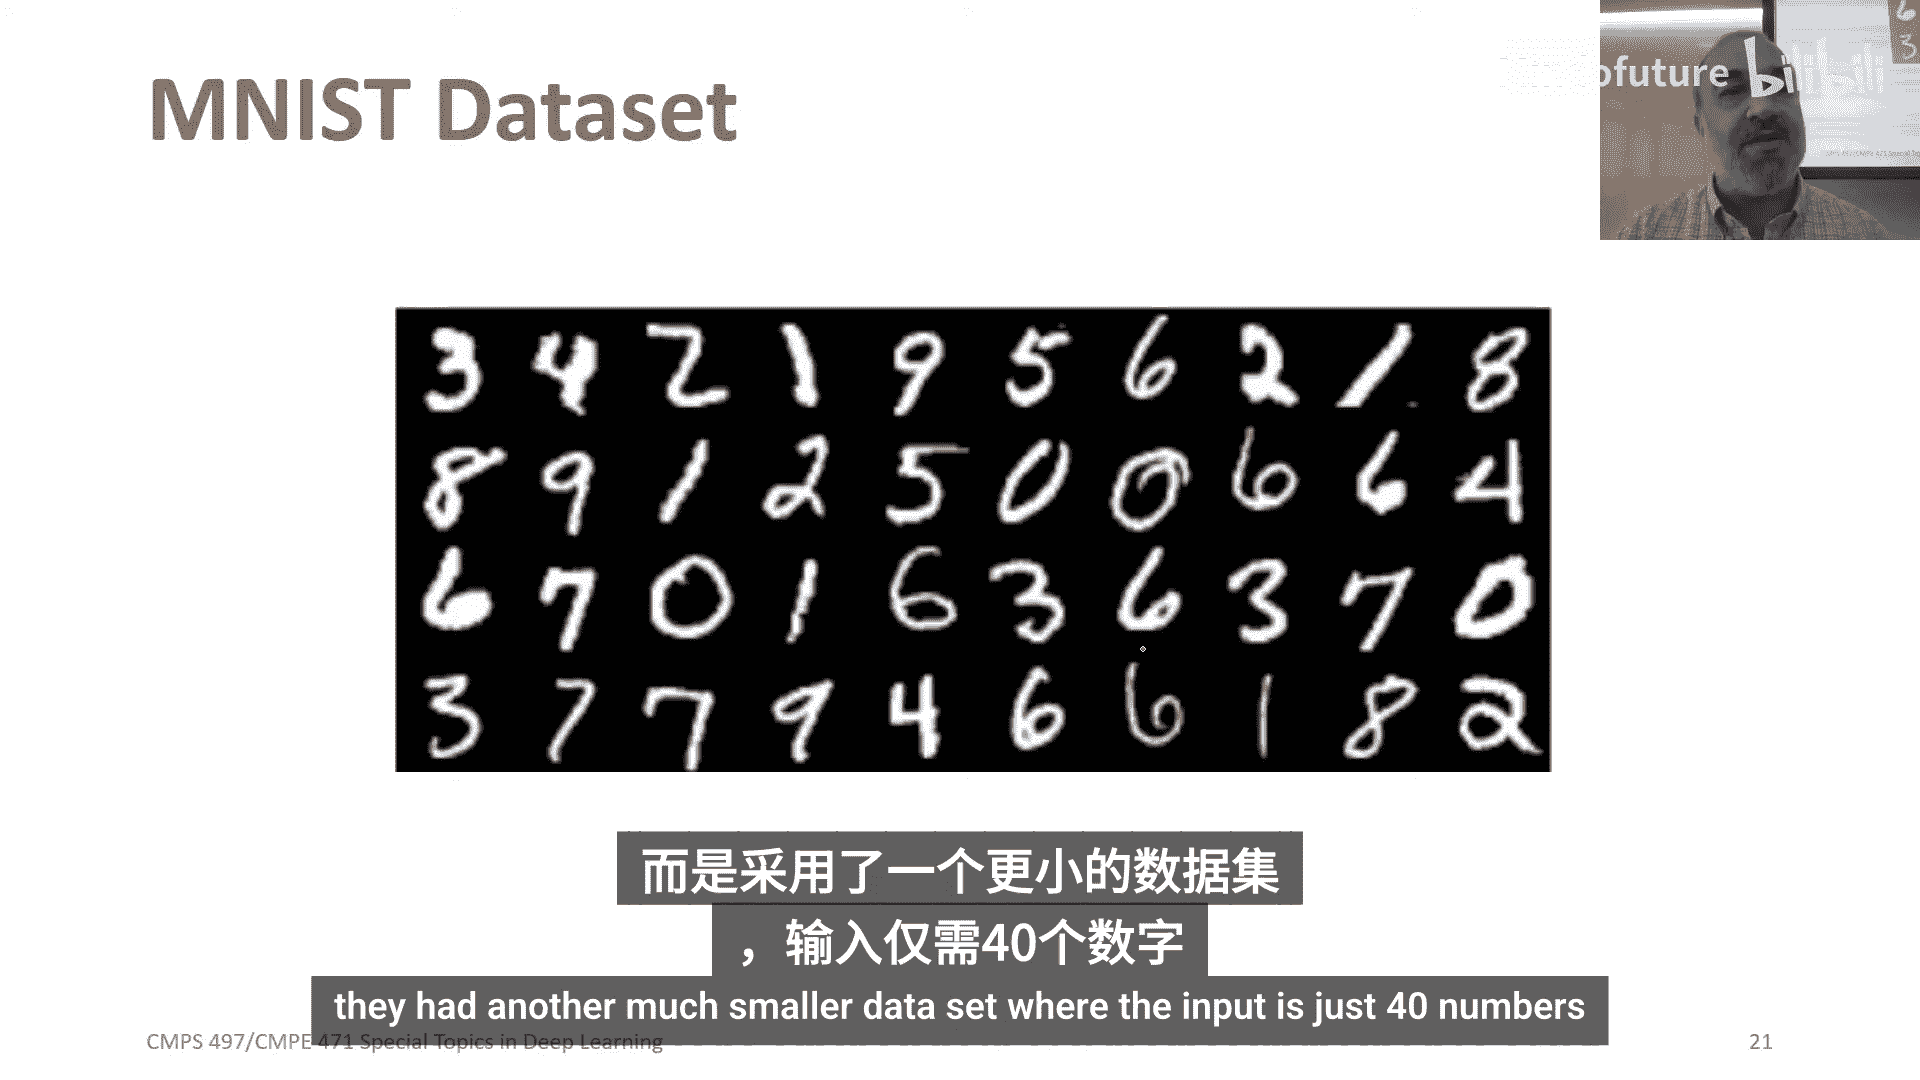 MNIST Dataset
ofuture bilibili
6
3
3 4 2 1 9 5 6 2 1 8
8 9 1 2 5 0 0 6 6 4
6 7 0 1 6 3 6 3 7 0
3 7 7 9 4 6 6 1 8 2
而是采用了一个更小的数据集
，输入仅需40个数字
they had another much smaller data set where the input is just 40 numbers
CMPS 497/CMPE 471 Special Topics in Deep Learning
21